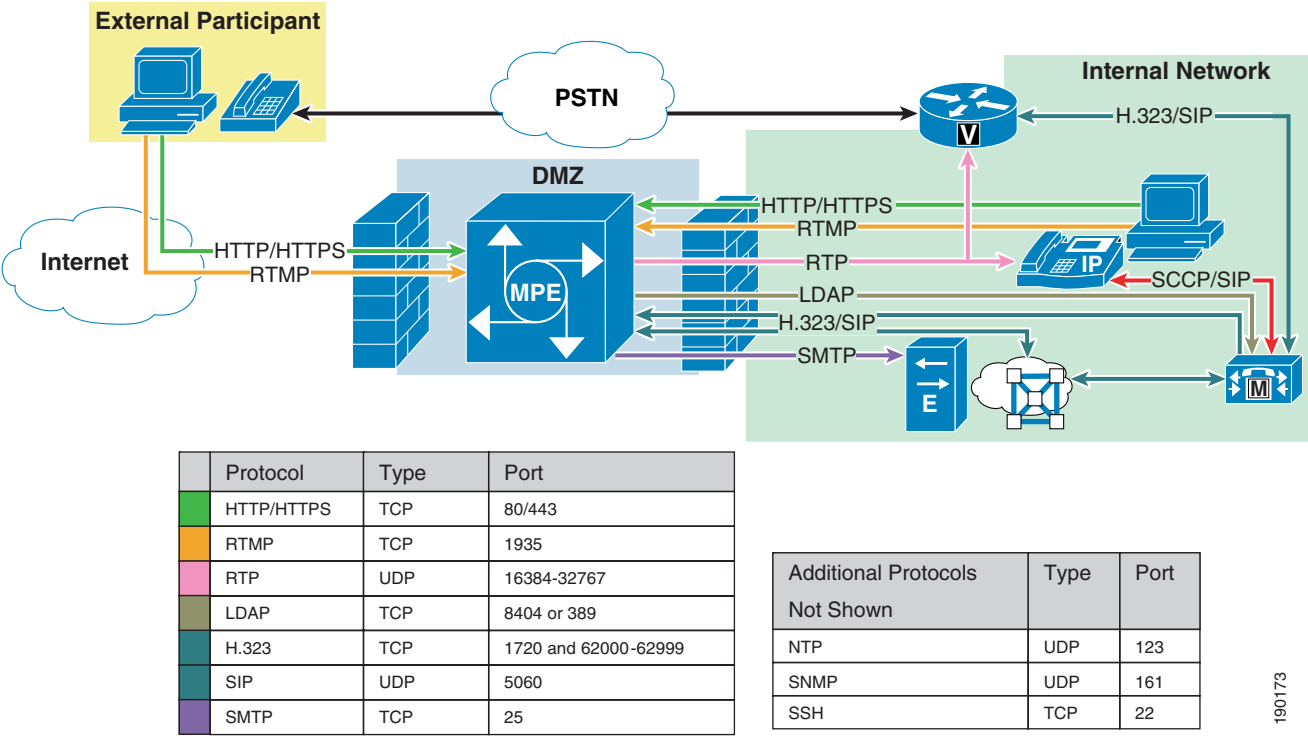 External Participant
PSTN
Internal Network
H.323/SIP
V
DMZ
HTTP/HTTPS
RTMP
Internet
HTTP/HTTPS
RTMP
MPE
RTP
IP
SCCP/SIP
LDAP
H.323/SIP
SMTP
E
M
Protocol Type Port
HTTP/HTTPS TCP 80/443
RTMP TCP 1935
RTP UDP 16384-32767
LDAP TCP 8404 or 389
H.323 TCP 1720 and 62000-62999
SIP UDP 5060
SMTP TCP 25
Additional Protocols Type Port
Not Shown
NTP UDP 123
SNMP UDP 161
SSH TCP 22
190173